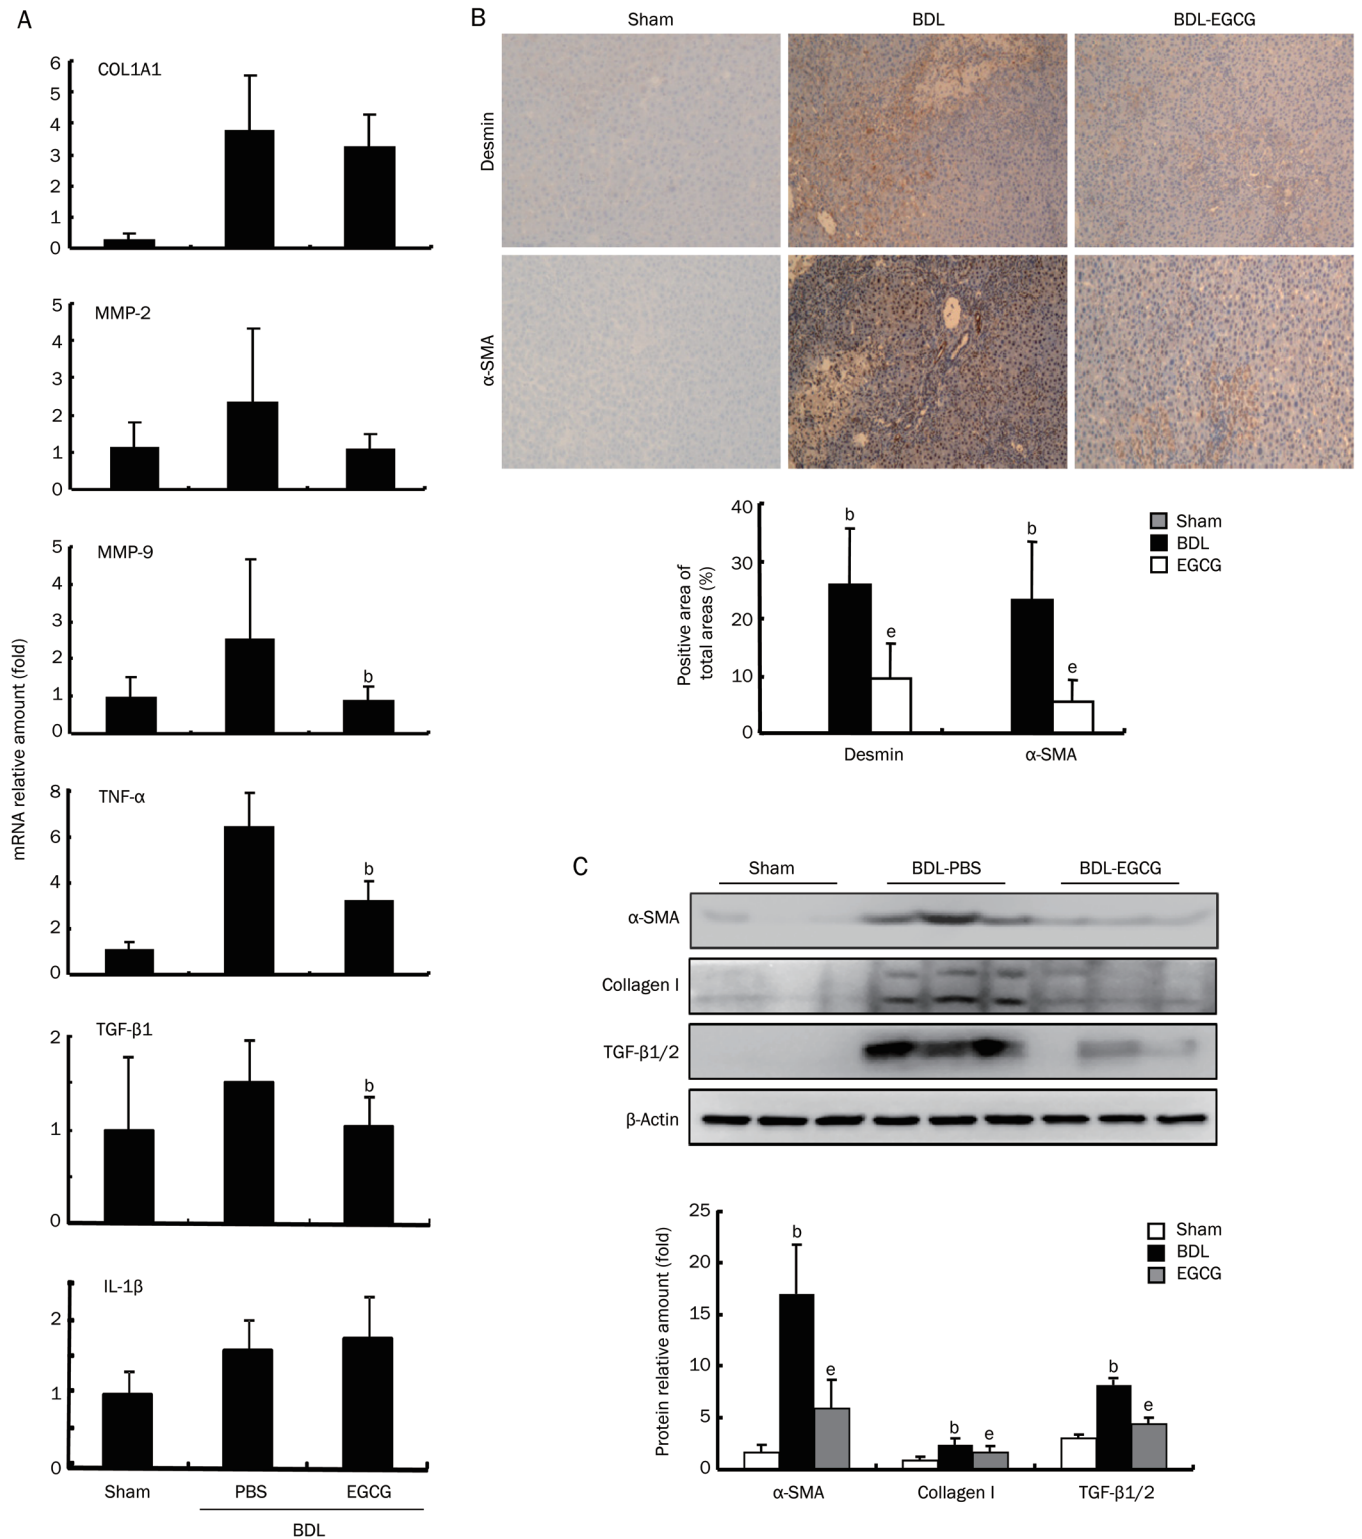 A
mRNA relative amount (fold)
COL1A1
6
5
4
3
2
1
0
MMP-2
5
4
3
2
1
0
MMP-9
5
4
3
2
1
0
b
TNF-α
8
6
4
2
0
b
TGF-β1
2
1
0
b
IL-1β
2
1
0
Sham PBS EGCG
BDL
B
Sham BDL BDL-EGCG
Desmin
α-SMA
Positive area of
total areas (%)
40
30
20
10
0
b
e
b
e
Desmin α-SMA
Sham
BDL
EGCG
C
Sham BDL-PBS BDL-EGCG
α-SMA
Collagen I
TGF-β1/2
β-Actin
Protein relative amount (fold)
25
20
15
10
5
0
b
e
b
e
b
e
α-SMA Collagen I TGF-β1/2
Sham
BDL
EGCG